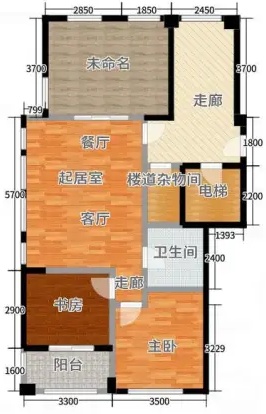 2850 1850 2450
3700
未命名
3700
走廊
799
餐厅
1800
起居室
楼道杂物间
5700
电梯
2200
客厅
1393
卫生间
2400
走廊
书房
2900
主卧
3229
阳台
1600
3300 3500